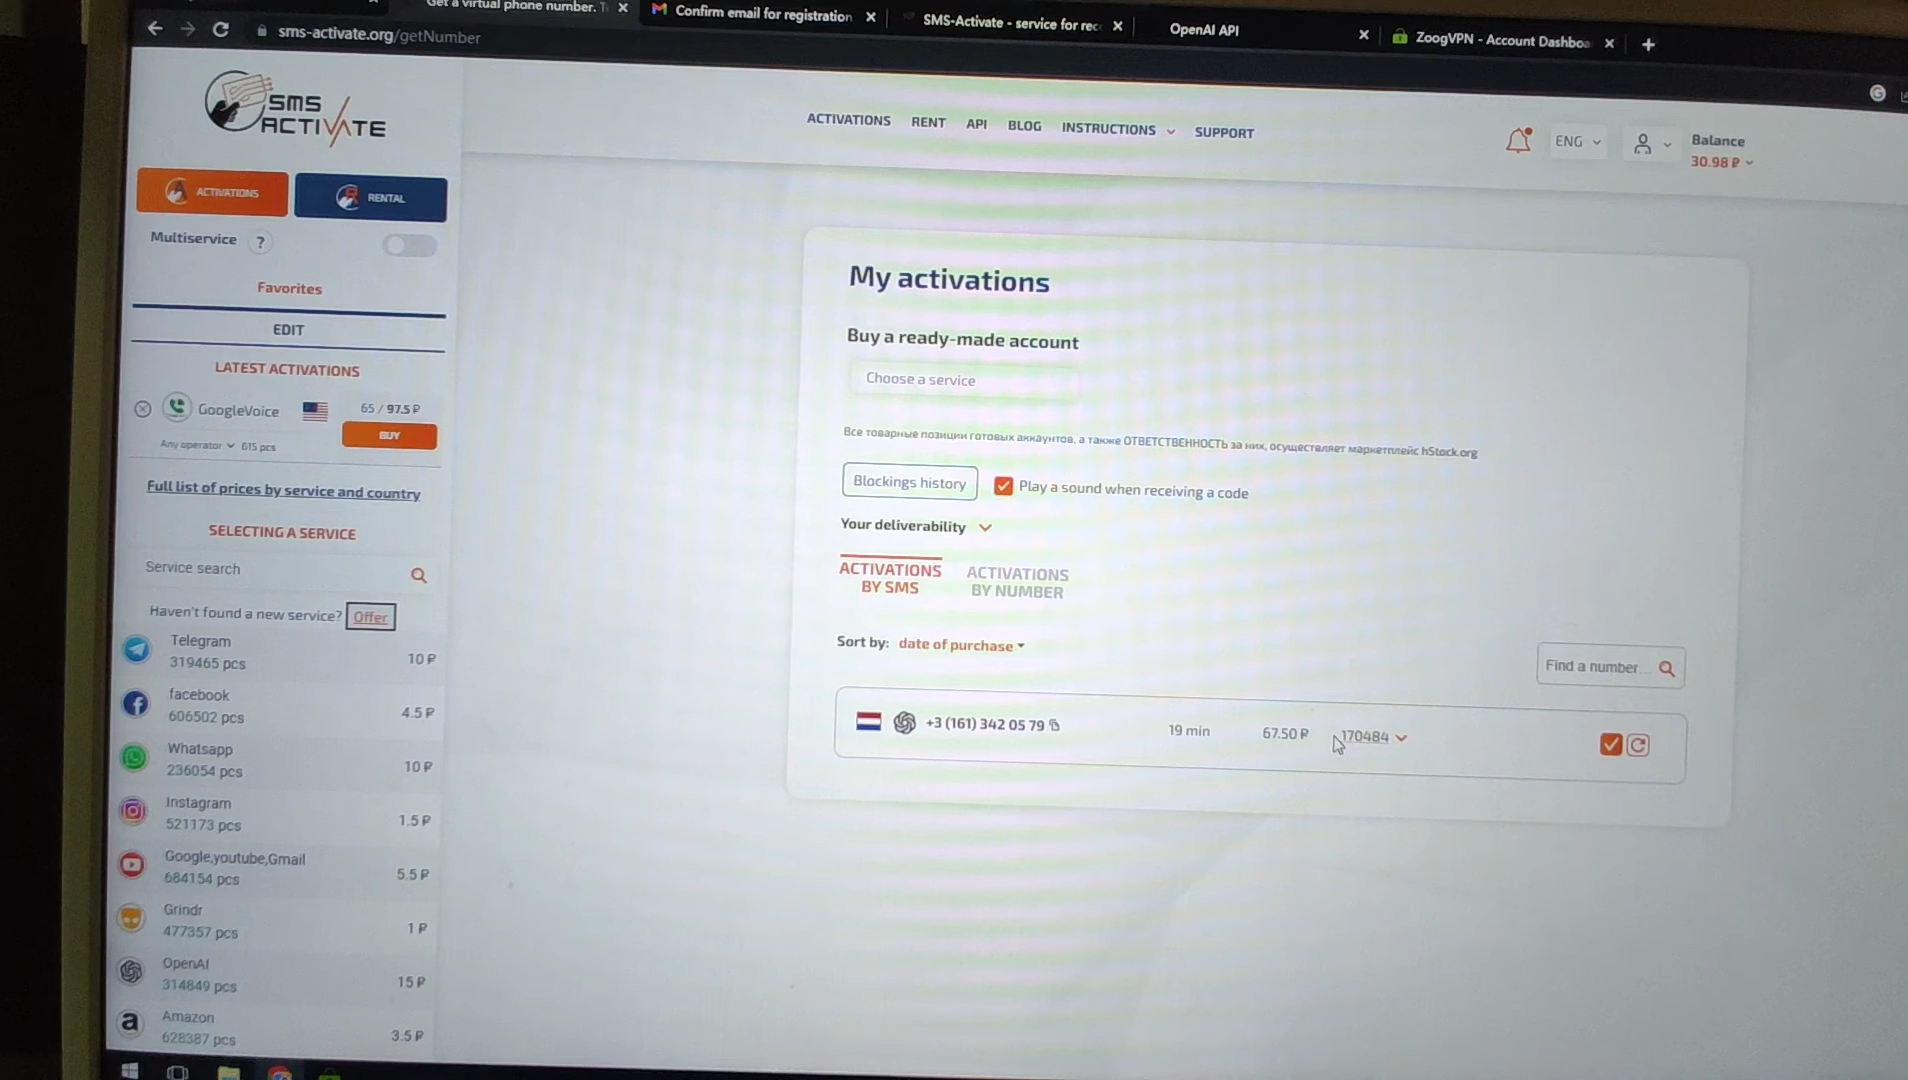 Get a virtual phone number.
Confirm email for registration
SMS-Activate - service for rec
OpenAI API
ZoogVPN - Account Dashboa
sms-activate.org/getNumber
SMS
ACTIVATE
ACTIVATIONS
RENT
API
BLOG
INSTRUCTIONS
SUPPORT
ENG
Balance
30.98 ₽
ACTIVATIONS
RENTAL
Multiservice ?
Favorites
EDIT
LATEST ACTIVATIONS
GoogleVoice
65 / 97.5 ₽
Any operator 615 pcs
BUY
Full list of prices by service and country
SELECTING A SERVICE
Service search
Haven't found a new service? Offer
Telegram
319465 pcs
10 ₽
facebook
606502 pcs
4.5 ₽
Whatsapp
236054 pcs
10 ₽
Instagram
521173 pcs
1.5 ₽
Google,youtube,Gmail
684154 pcs
5.5 ₽
Grindr
477357 pcs
1 ₽
OpenAI
314849 pcs
15 ₽
Amazon
628387 pcs
3.5 ₽
My activations
Buy a ready-made account
Choose a service
Все товарные позиции готовых аккаунтов, а также ОТВЕТСТВЕННОСТЬ за них, осуществляет маркетплейс hStock.org
Blockings history
Play a sound when receiving a code
Your deliverability
ACTIVATIONS
BY SMS
ACTIVATIONS
BY NUMBER
Sort by: date of purchase
Find a number...
+3 (161) 342 05 79
19 min
67.50 ₽
170484